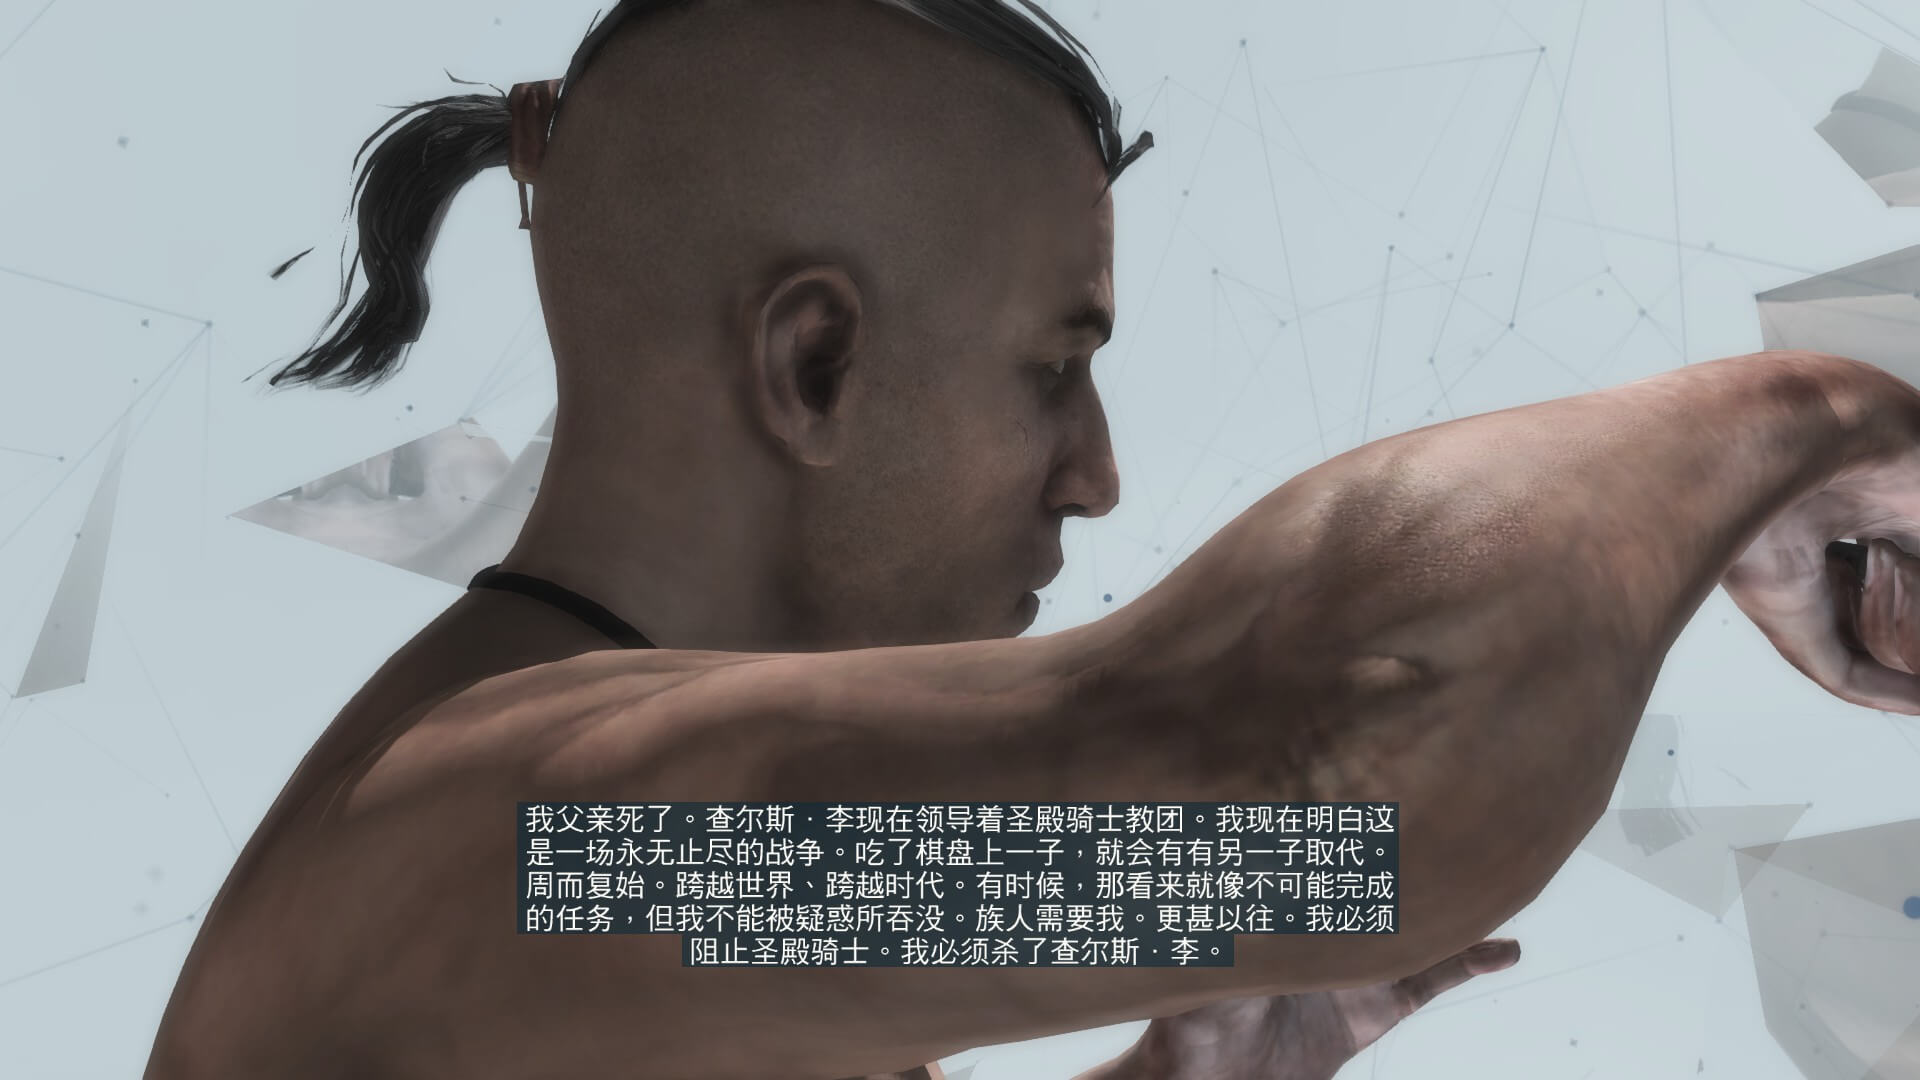 我父亲死了。查尔斯·李现在领导着圣殿骑士教团。我现在明白这
是一场永无止尽的战争。吃了棋盘上一子，就会有有另一子取代。
周而复始。跨越世界、跨越时代。有时候，那看来就像不可能完成
的任务，但我不能被疑惑所吞没。族人需要我。更甚以往。我必须
阻止圣殿骑士。我必须杀了查尔斯·李。